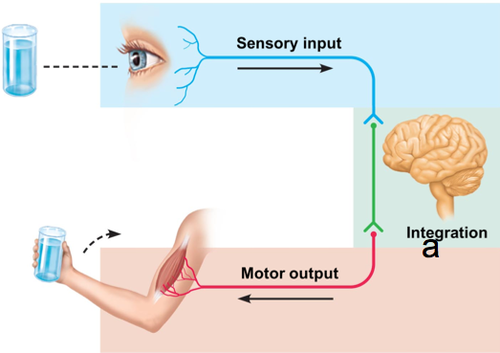 Sensory input
Integration
a
Motor output